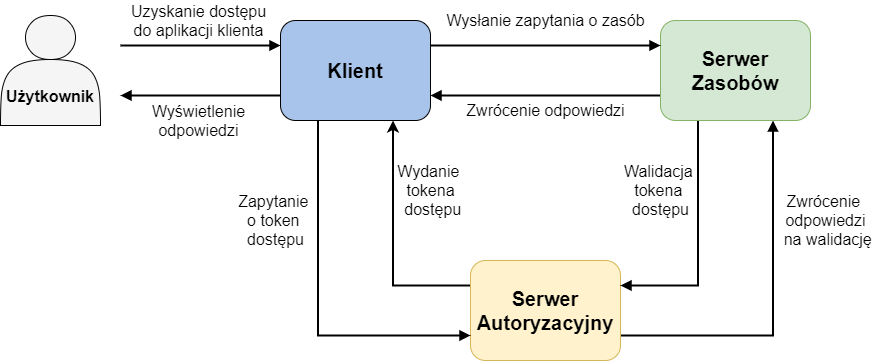 Uzyskanie dostępu
do aplikacji klienta
Wysłanie zapytania o zasób
Użytkownik
Klient
Serwer
Zasobów
Wyświetlenie
odpowiedzi
Zwrócenie odpowiedzi
Zapytanie
o token
dostępu
Wydanie
tokena
dostępu
Walidacja
tokena
dostępu
Zwrócenie
odpowiedzi
na walidację
Serwer
Autoryzacyjny